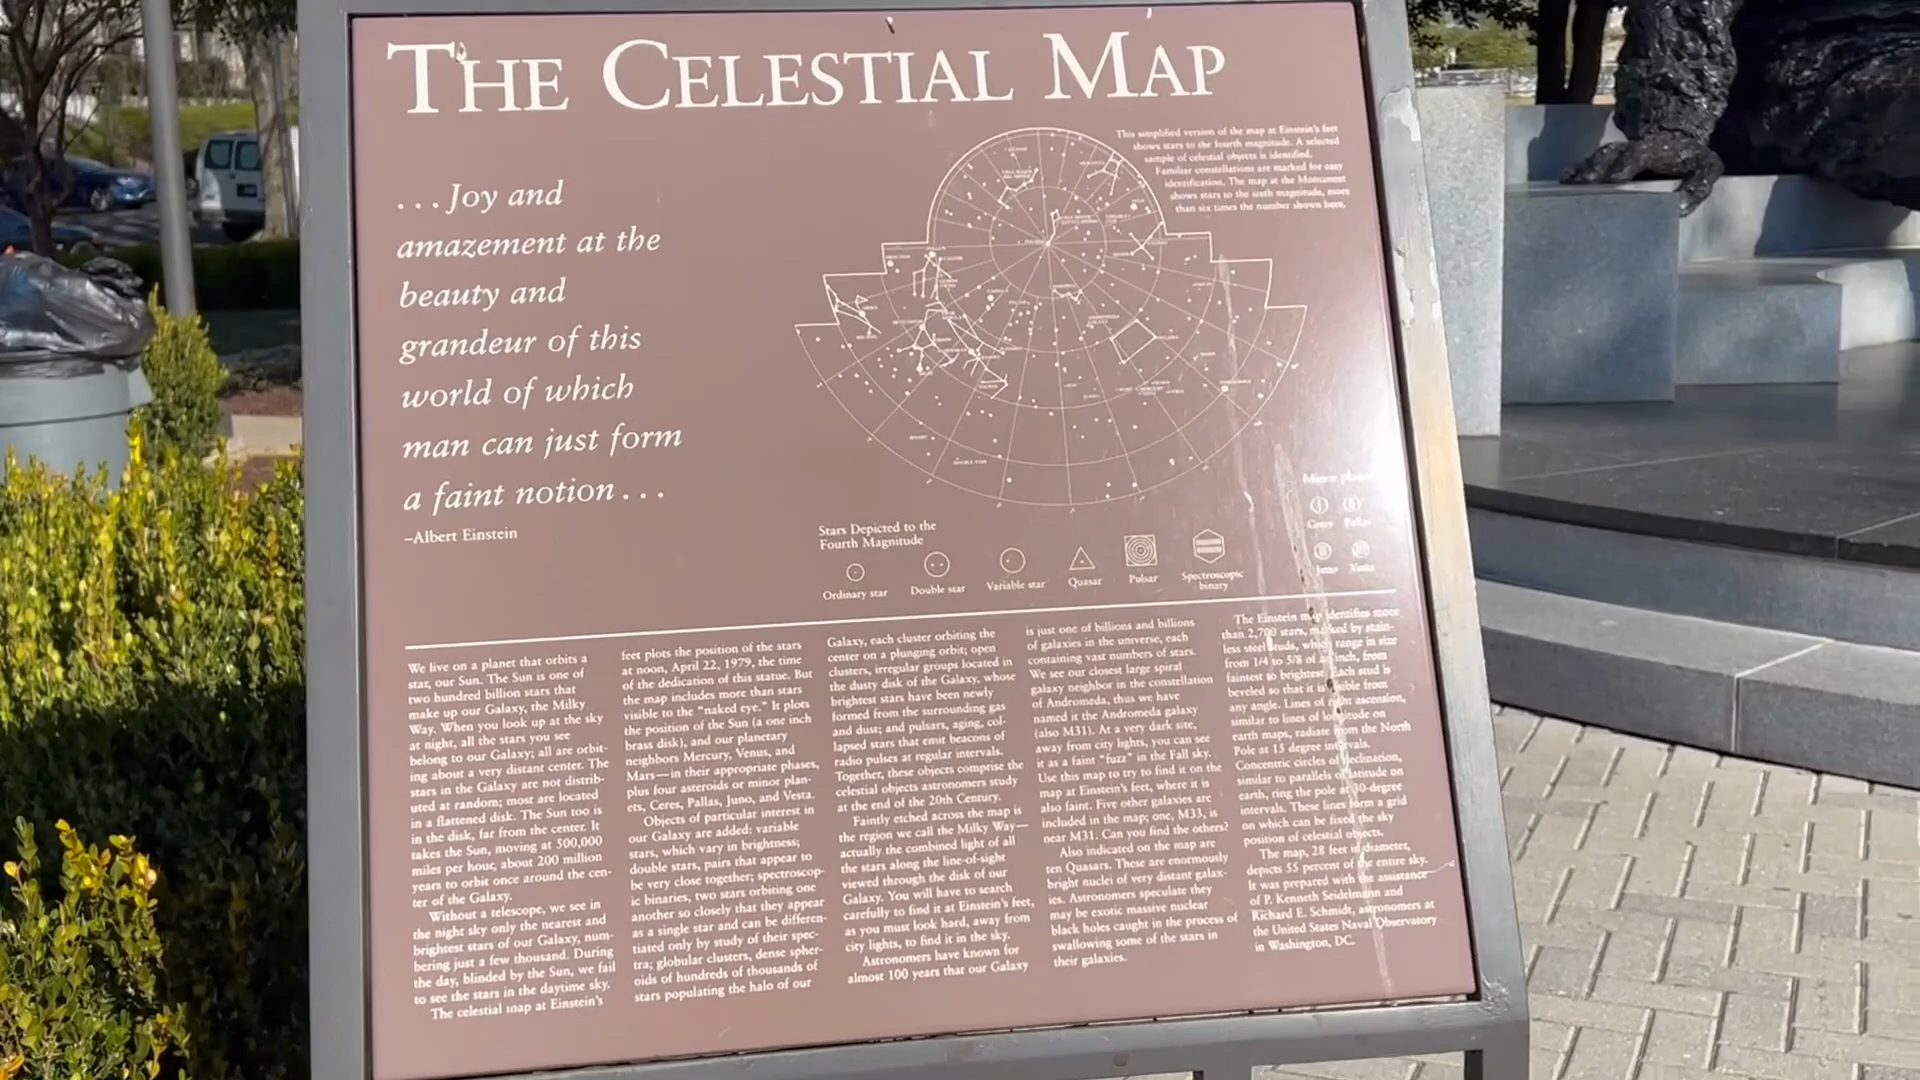 THE CELESTIAL MAP
...Joy and
amazement at the
beauty and
grandeur of this
world of which
man can just form
a faint notion...
–Albert Einstein
This simplified version of the map at Einstein's feet
shows stars to the fourth magnitude. A selected
sample of celestial objects is identified.
Familiar constellations are marked for easy
identification. The map at the Monument
shows stars to the sixth magnitude, more
than six times the number shown here.
Stars Depicted to the
Fourth Magnitude
Ordinary star
Double star
Variable star
Quasar
Pulsar
Spectroscopic
binary
Minor
Ceres
Pallas
Juno
Vesta
We live on a planet that orbits a
star, our Sun. The Sun is one of
two hundred billion stars that
make up our Galaxy, the Milky
Way. When you look up at the sky
at night, all the stars you see
belong to our Galaxy; all are orbit-
ing about a very distant center. The
stars in the Galaxy are not distrib-
uted at random; most are located
in a flattened disk. The Sun too is
in the disk, far from the center. It
takes the Sun, moving at 500,000
miles per hour, about 200 million
years to orbit once around the cen-
ter of the Galaxy.
Without a telescope, we see in
the night sky only the nearest and
brightest stars of our Galaxy, num-
bering just a few thousand. During
the day, blinded by the Sun, we fail
to see the stars in the daytime sky.
The celestial map at Einstein's
feet plots the position of the stars
at noon, April 22, 1979, the time
of the dedication of this statue. But
the map includes more than stars
visible to the "naked eye." It plots
the position of the Sun (a one inch
brass disk), and our planetary
neighbors Mercury, Venus, and
Mars—in their appropriate phases,
plus four asteroids or minor plan-
ets, Ceres, Pallas, Juno, and Vesta.
Objects of particular interest in
our Galaxy are added: variable
stars, which vary in brightness;
double stars, pairs that appear to
be very close together; spectroscop-
ic binaries, two stars orbiting one
another so closely that they appear
as a single star and can be differen-
tiated only by study of their spec-
tra; globular clusters, dense spher-
oids of hundreds of thousands of
stars populating the halo of our
Galaxy, each cluster orbiting the
center on a plunging orbit; open
clusters, irregular groups located in
the dusty disk of the Galaxy, whose
brightest stars have been newly
formed from the surrounding gas
and dust; and pulsars, aging, col-
lapsed stars that emit beacons of
radio pulses at regular intervals.
Together, these objects comprise the
celestial objects astronomers study
at the end of the 20th Century.
Faintly etched across the map is
the region we call the Milky Way—
actually the combined light of all
the stars along the line-of-sight
viewed through the disk of our
Galaxy. You will have to search
carefully to find it at Einstein's feet,
as you must look hard, away from
city lights, to find it in the sky.
Astronomers have known for
almost 100 years that our Galaxy
is just one of billions and billions
of galaxies in the universe, each
containing vast numbers of stars.
We see our closest large spiral
galaxy neighbor in the constellation
of Andromeda, thus we have
named it the Andromeda galaxy
(also M31). At a very dark site,
away from city lights, you can see
it as a faint "fuzz" in the Fall sky.
Use this map to try to find it on the
map at Einstein's feet, where it is
also faint. Five other galaxies are
included in the map; one, M33, is
near M31. Can you find the others?
Also indicated on the map are
ten Quasars. These are enormously
bright nuclei of very distant galax-
ies. Astronomers speculate they
may be exotic massive nuclear
black holes caught in the process of
swallowing some of the stars in
their galaxies.
The Einstein map identifies more
than 2,700 stars, marked by stain-
less steel studs, which range in size
from 1/4 to 5/8 of an inch, from
faintest to brightest. Each stud is
beveled so that it is visible from
any angle. Lines of right ascension,
similar to lines of longitude on
earth maps, radiate from the North
Pole at 15 degree intervals.
Concentric circles of declination,
similar to parallels of latitude on
earth, ring the pole at 30-degree
intervals. These lines form a grid
on which can be fixed the sky
position of celestial objects.
The map, 28 feet in diameter,
depicts 55 percent of the entire sky.
It was prepared with the assistance
of P. Kenneth Seidelmann and
Richard E. Schmidt, astronomers at
the United States Naval Observatory
in Washington, DC.